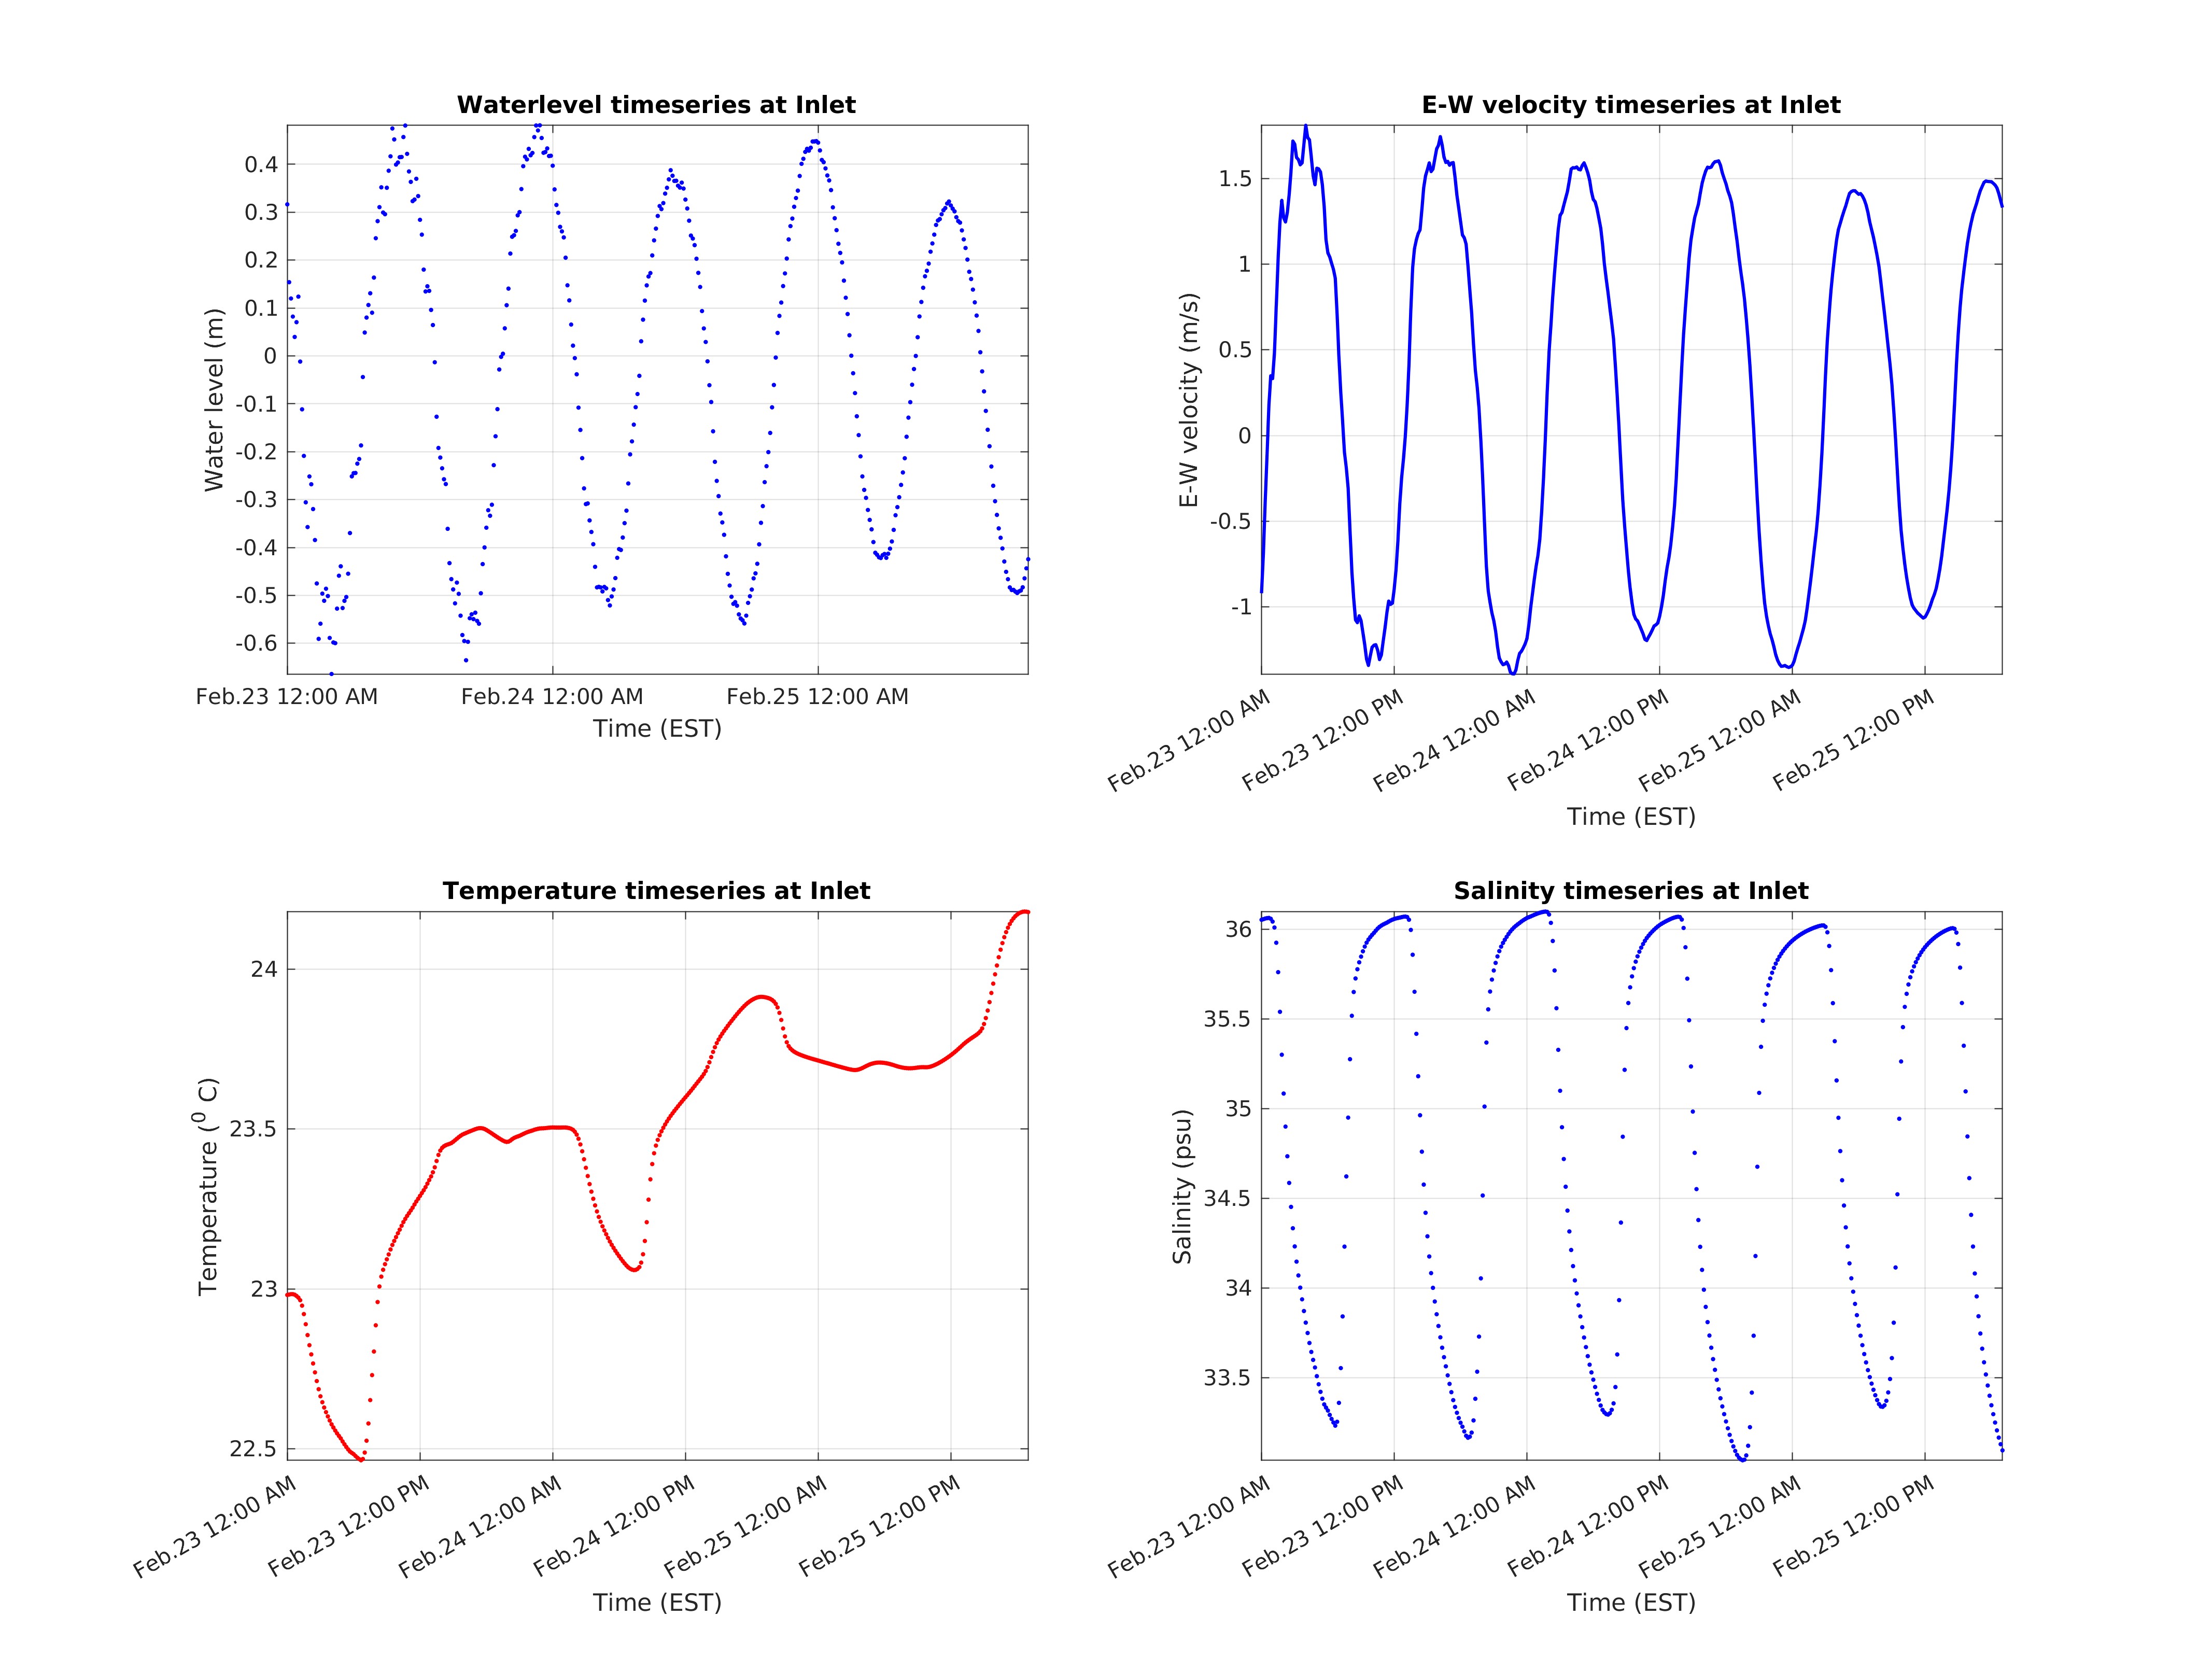 Waterlevel timeseries at Inlet
0.4
0.3
0.2
0.1
0
-0.1
-0.2
-0.3
-0.4
-0.5
-0.6
Water level (m)
Feb.23 12:00 AM
Feb.24 12:00 AM
Feb.25 12:00 AM
Time (EST)
E-W velocity timeseries at Inlet
1.5
1
0.5
0
-0.5
-1
E-W velocity (m/s)
Feb.23 12:00 AM
Feb.23 12:00 PM
Feb.24 12:00 AM
Feb.24 12:00 PM
Feb.25 12:00 AM
Feb.25 12:00 PM
Time (EST)
Temperature timeseries at Inlet
24
23.5
23
22.5
Temperature (⁰ C)
Feb.23 12:00 AM
Feb.23 12:00 PM
Feb.24 12:00 AM
Feb.24 12:00 PM
Feb.25 12:00 AM
Feb.25 12:00 PM
Time (EST)
Salinity timeseries at Inlet
36
35.5
35
34.5
34
33.5
Salinity (psu)
Feb.23 12:00 AM
Feb.23 12:00 PM
Feb.24 12:00 AM
Feb.24 12:00 PM
Feb.25 12:00 AM
Feb.25 12:00 PM
Time (EST)